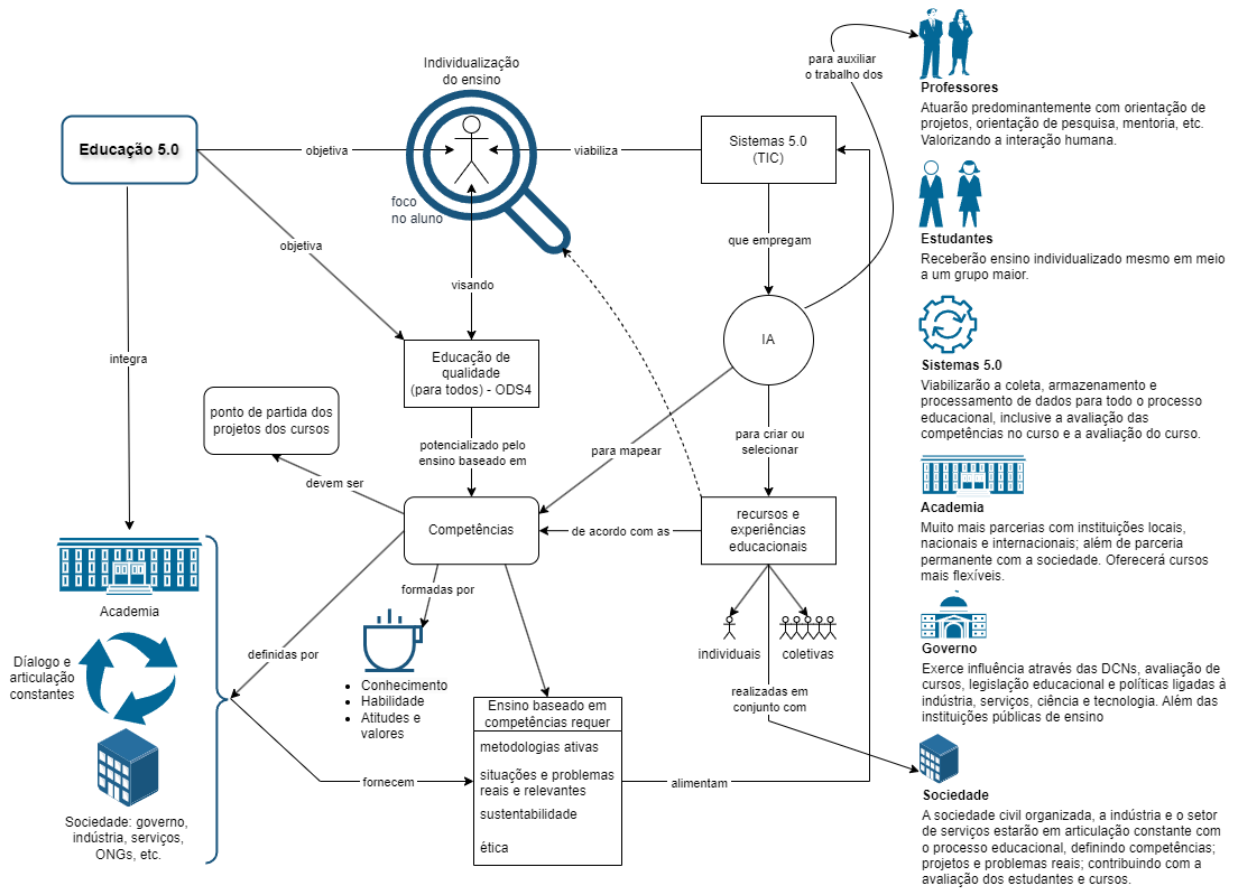 Individualização
do ensino
Educação 5.0
objetiva
foco
no aluno
viabiliza
Sistemas 5.0
(TIC)
para auxiliar
o trabalho dos
objetiva
visando
que empregam
IA
integra
Educação de
qualidade
(para todos) - ODS4
ponto de partida dos
projetos dos cursos
devem ser
potencializado pelo
ensino baseado em
para mapear
para criar ou
selecionar
Competências
de acordo com as
recursos e
experiências
educacionais
formadas por
individuais
coletivas
Academia
Díalogo e
articulação
constantes
definidas por
• Conhecimento
• Habilidade
• Atitudes e
valores
realizadas em
conjunto com
Ensino baseado em
competências requer
metodologias ativas
situações e problemas
reais e relevantes
sustentabilidade
ética
fornecem
alimentam
Sociedade: governo,
indústria, serviços,
ONGs, etc.
Professores
Atuarão predominantemente com orientação de
projetos, orientação de pesquisa, mentoria, etc.
Valorizando a interação humana.
Estudantes
Receberão ensino individualizado mesmo em meio
a um grupo maior.
Sistemas 5.0
Viabilizarão a coleta, armazenamento e
processamento de dados para todo o processo
educacional, inclusive a avaliação das
competências no curso e a avaliação do curso.
Academia
Muito mais parcerias com instituições locais,
nacionais e internacionais; além de parceria
permanente com a sociedade. Oferecerá cursos
mais flexíveis.
Governo
Exerce influência através das DCNs, avaliação de
cursos, legislação educacional e políticas ligadas à
indústria, serviços, ciência e tecnologia. Além das
instituições públicas de ensino
Sociedade
A sociedade civil organizada, a indústria e o setor
de serviços estarão em articulação constante com
o processo educacional, definindo competências;
projetos e problemas reais; contribuindo com a
avaliação dos estudantes e cursos.